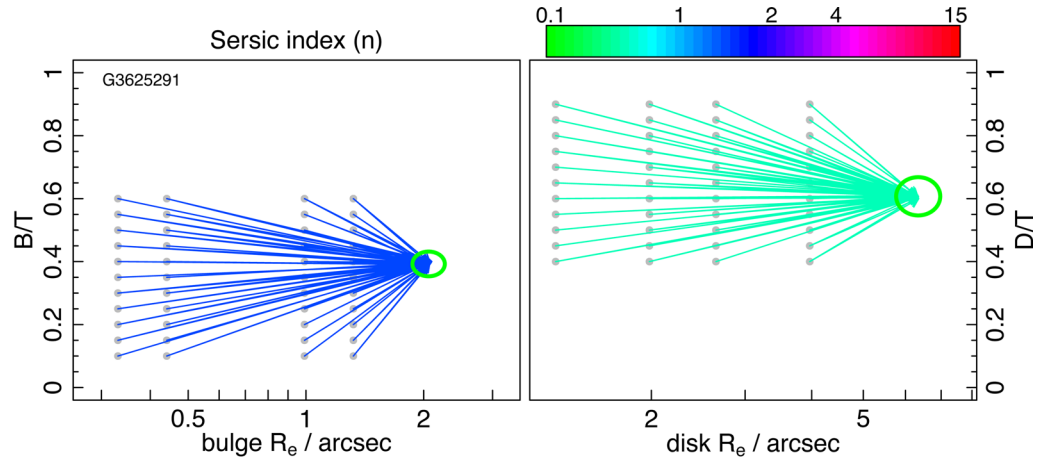 Sersic index (n)
0.1 1 2 4 15
G3625291
B/T
0 0.2 0.4 0.6 0.8 1
0.5 1 2
bulge Re / arcsec
2 5
disk Re / arcsec
0 0.2 0.4 0.6 0.8 1
D/T